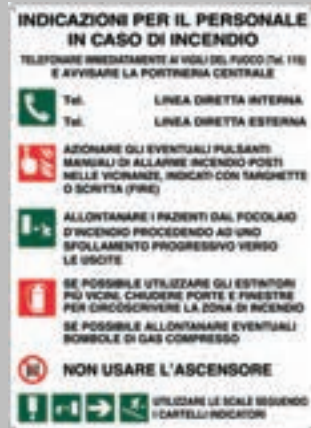 INDICAZIONI PER IL PERSONALE
IN CASO DI INCENDIO
TELEFONARE IMMEDIATAMENTE AI VIGILI DEL FUOCO (Tel. 115)
E AVVISARE LA PORTINERIA CENTRALE
Tel. LINEA DIRETTA INTERNA
Tel. LINEA DIRETTA ESTERNA
AZIONARE GLI EVENTUALI PULSANTI
MANUALI DI ALLARME INCENDIO POSTI
NELLE VICINANZE, INDICATI CON TARGHETTE
O SCRITTA (FIRE)
ALLONTANARE I PAZIENTI DAL FOCOLAIO
D'INCENDIO PROCEDENDO AD UNO
SFOLLAMENTO PROGRESSIVO VERSO
LE USCITE
SE POSSIBILE UTILIZZARE GLI ESTINTORI
PIÙ VICINI, CHIUDERE PORTE E FINESTRE
PER CIRCOSCRIVERE LA ZONA DI INCENDIO
SE POSSIBILE ALLONTANARE EVENTUALI
BOMBOLE DI GAS COMPRESSO
NON USARE L'ASCENSORE
UTILIZZARE LE SCALE SEGUENDO
I CARTELLI INDICATORI